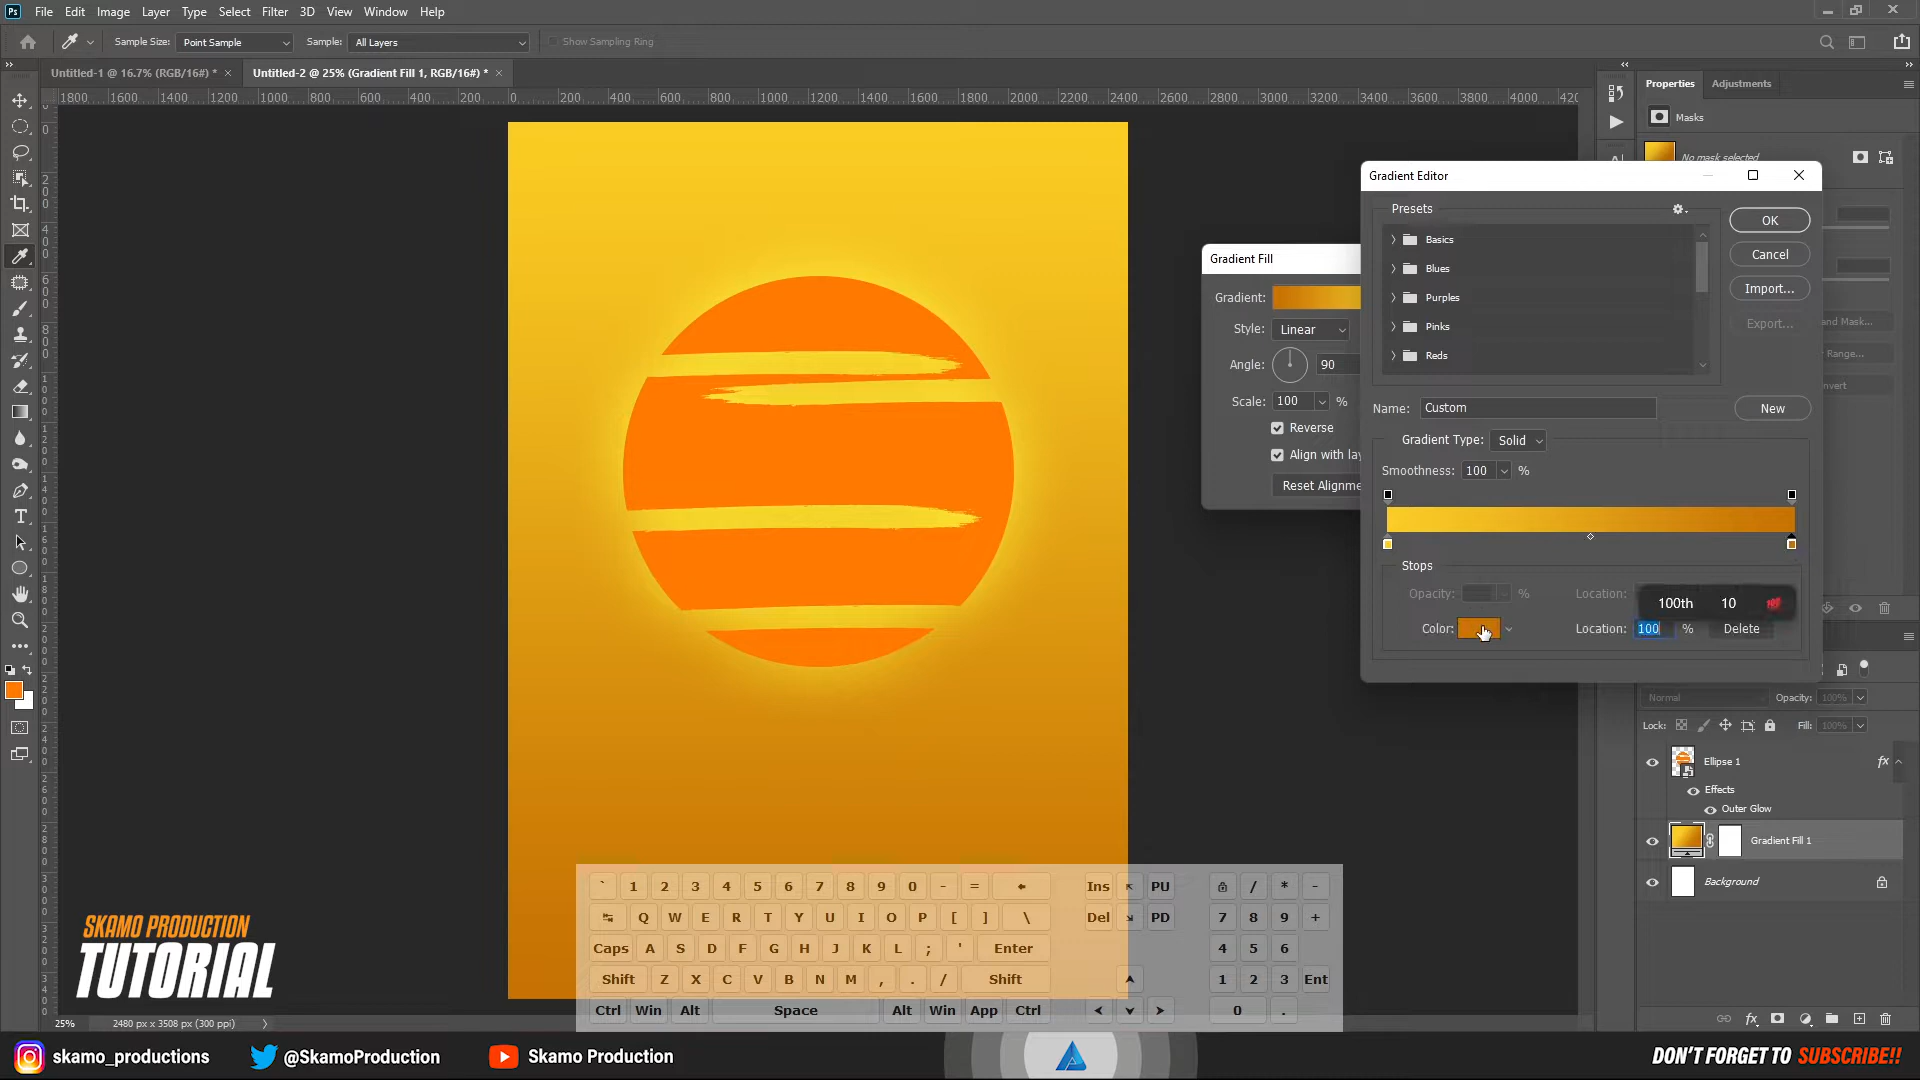 Ps File Edit Image Layer Type Select Filter 3D View Window Help
Sample Size: Point Sample Sample: All Layers Show Sampling Ring
Untitled-1 @ 16.7% (RGB/16#) * × Untitled-2 @ 25% (Gradient Fill 1, RGB/16#) * ×
1800 1600 1400 1200 1000 800 600 400 200 0 200 400 600 800 1000 1200 1400 1600 1800 2000 2200 2400 2600 2800 3000 3200 3400 3600 3800 4000 420
Properties Adjustments
Masks
No mask selected
and Mask...
Range...
nvert
Gradient Fill
Gradient:
Style: Linear
Angle: 90
Scale: 100 %
Reverse
Align with lay
Reset Alignme
Gradient Editor
Presets
Basics
Blues
Purples
Pinks
Reds
OK
Cancel
Import...
Export...
Name: Custom New
Gradient Type: Solid
Smoothness: 100 %
Stops
Opacity: % Location:
100th 10 100
Color: Location: 100 % Delete
Normal Opacity: 100%
Lock: Fill: 100%
Ellipse 1 fx
Effects
Outer Glow
Gradient Fill 1
Background
fx
` 1 2 3 4 5 6 7 8 9 0 - = Ins PU / * -
Q W E R T Y U I O P [ ] \ Del PD 7 8 9 +
Caps A S D F G H J K L ; ' Enter 4 5 6
Shift Z X C V B N M , . / Shift 1 2 3 Ent
Ctrl Win Alt Space Alt Win App Ctrl 0 .
SKAMO PRODUCTION
TUTORIAL
25% 2480 px x 3508 px (300 ppi)
skamo_productions @SkamoProduction Skamo Production DON'T FORGET TO SUBSCRIBE!!